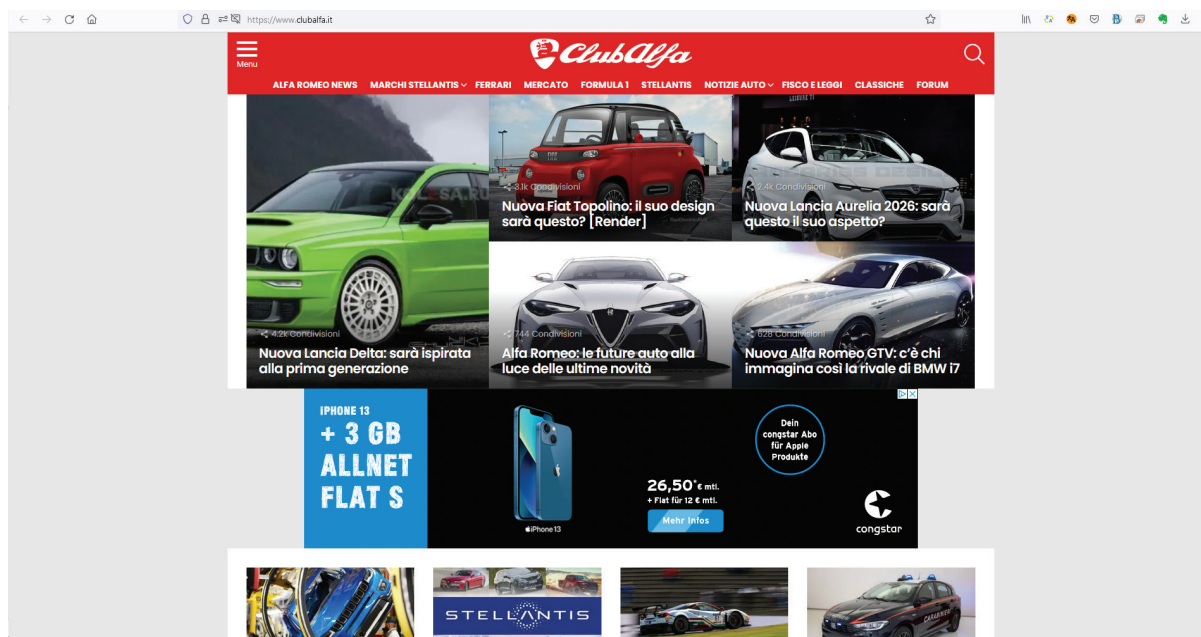 https://www.clubalfa.it
Menu
ClubAlfa
ALFA ROMEO NEWS MARCHI STELLANTIS FERRARI MERCATO FORMULA 1 STELLANTIS NOTIZIE AUTO FISCO E LEGGI CLASSICHE FORUM
4.2k Condivisioni
Nuova Lancia Delta: sarà ispirata
alla prima generazione
3.1k Condivisioni
Nuova Fiat Topolino: il suo design
sarà questo? [Render]
2.4k Condivisioni
Nuova Lancia Aurelia 2026: sarà
questo il suo aspetto?
744 Condivisioni
Alfa Romeo: le future auto alla
luce delle ultime novità
828 Condivisioni
Nuova Alfa Romeo GTV: c'è chi
immagina così la rivale di BMW i7
IPHONE 13
+ 3 GB
ALLNET
FLAT S
iPhone 13
26,50*€ mtl.
+ Flat für 12 € mtl.
Mehr Infos
Dein
congstar Abo
für Apple
Produkte
congstar
STELLANTIS
CARABINIERI